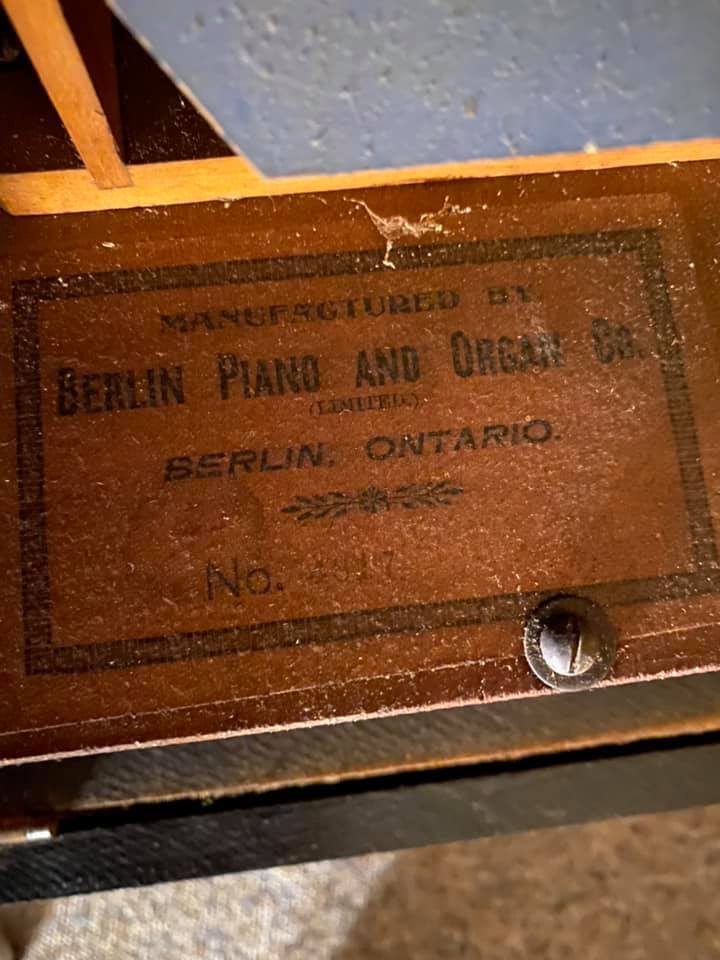 MANUFACTURED BY
BERLIN PIANO AND ORGAN CO.
(LIMITED.)
BERLIN, ONTARIO.
No.